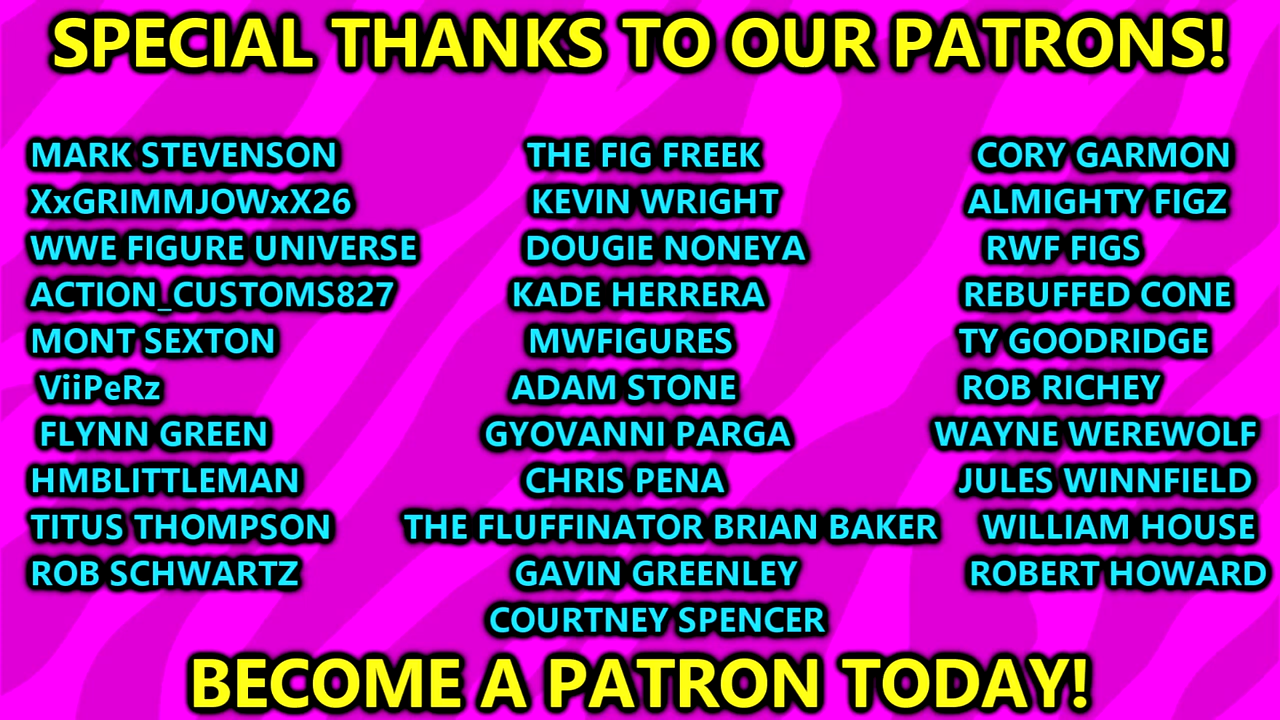 SPECIAL THANKS TO OUR PATRONS!
MARK STEVENSON
XxGRIMMJOWxX26
WWE FIGURE UNIVERSE
ACTION_CUSTOMS827
MONT SEXTON
ViiPeRz
FLYNN GREEN
HMBLITTLEMAN
TITUS THOMPSON
ROB SCHWARTZ
THE FIG FREEK
KEVIN WRIGHT
DOUGIE NONEYA
KADE HERRERA
MWFIGURES
ADAM STONE
GYOVANNI PARGA
CHRIS PENA
THE FLUFFINATOR BRIAN BAKER
GAVIN GREENLEY
COURTNEY SPENCER
CORY GARMON
ALMIGHTY FIGZ
RWF FIGS
REBUFFED CONE
TY GOODRIDGE
ROB RICHEY
WAYNE WEREWOLF
JULES WINNFIELD
WILLIAM HOUSE
ROBERT HOWARD
BECOME A PATRON TODAY!